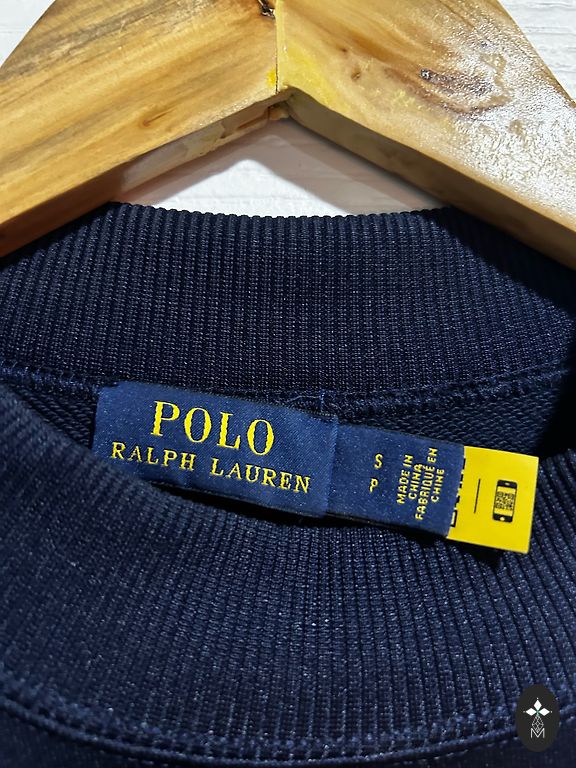 POLO
RALPH LAUREN
S
P
MADE IN
CHINA
FABRIQUÉ EN
CHINE